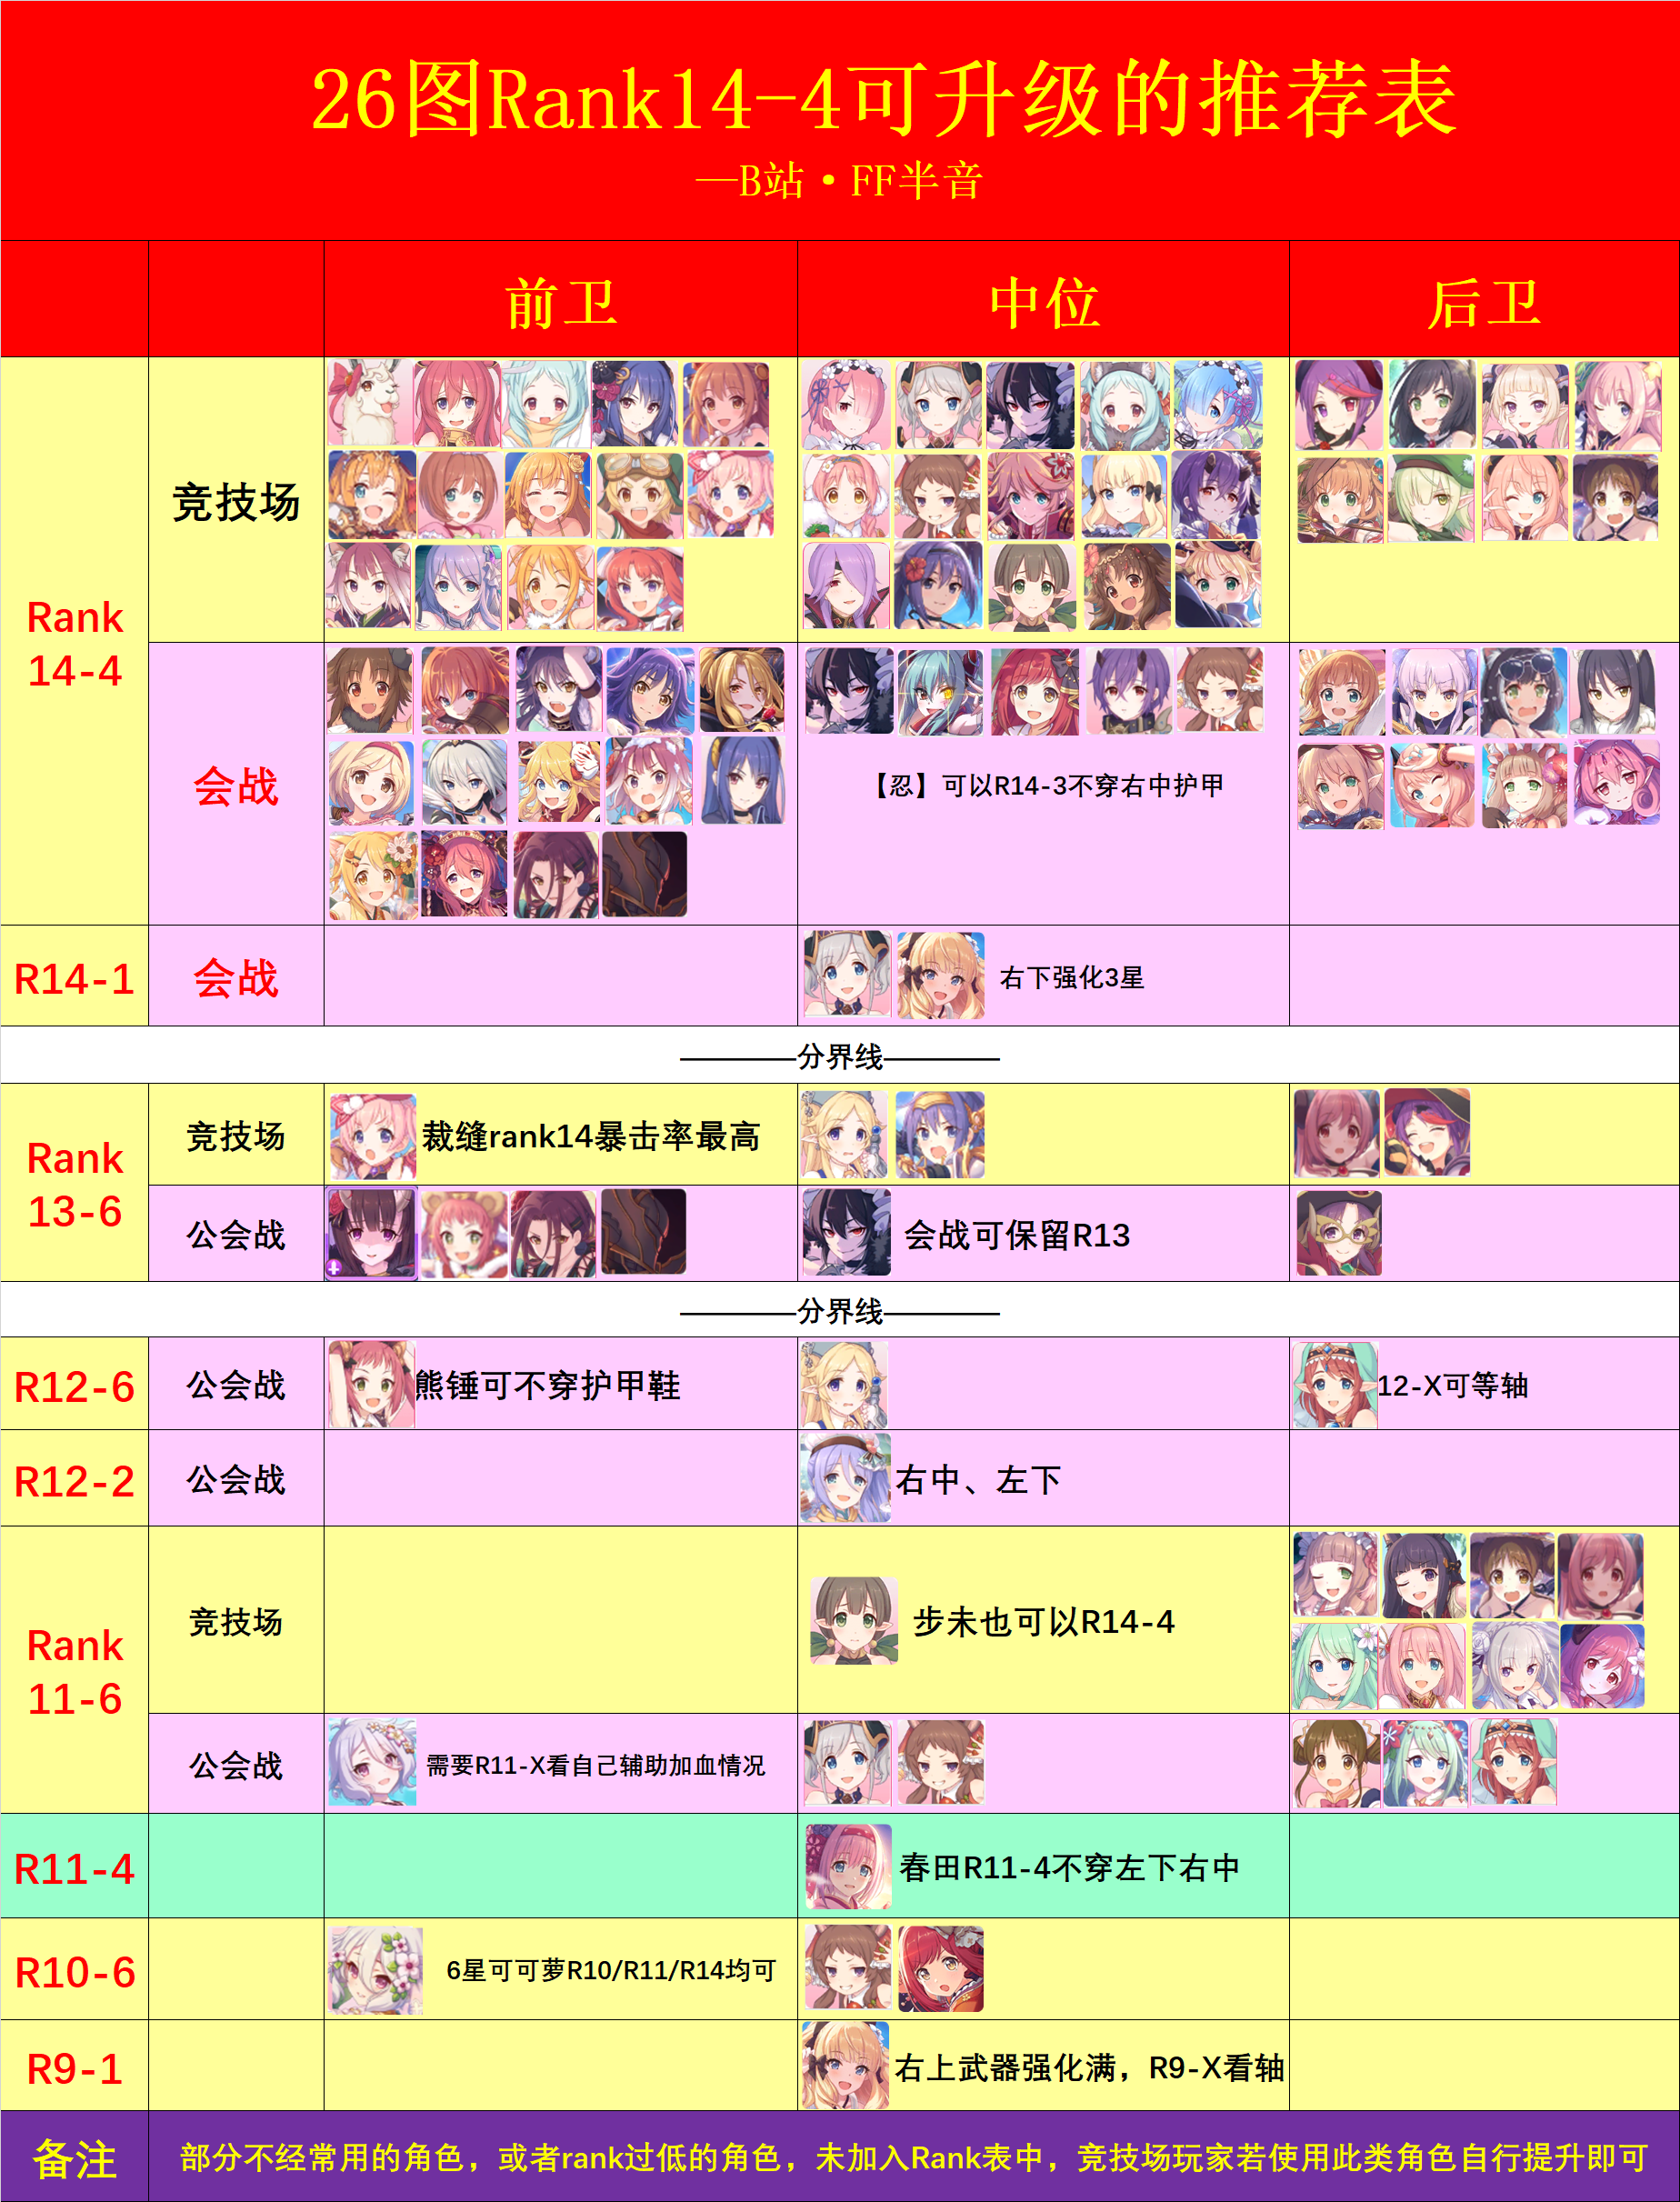 26图Rank14-4可升级的推荐表
—B站·FF半音
前卫 中位 后卫
Rank 14-4
竞技场
会战
【忍】可以R14-3不穿右中护甲
R14-1 会战 右下强化3星
————分界线————
Rank 13-6
竞技场 裁缝rank14暴击率最高
公会战 会战可保留R13
————分界线————
R12-6 公会战 熊锤可不穿护甲鞋 12-X可等轴
R12-2 公会战 右中、左下
Rank 11-6
竞技场 步未也可以R14-4
公会战 需要R11-X看自己辅助加血情况
R11-4 春田R11-4不穿左下右中
R10-6 6星可可萝R10/R11/R14均可
R9-1 右上武器强化满，R9-X看轴
备注 部分不经常用的角色，或者rank过低的角色，未加入Rank表中，竞技场玩家若使用此类角色自行提升即可